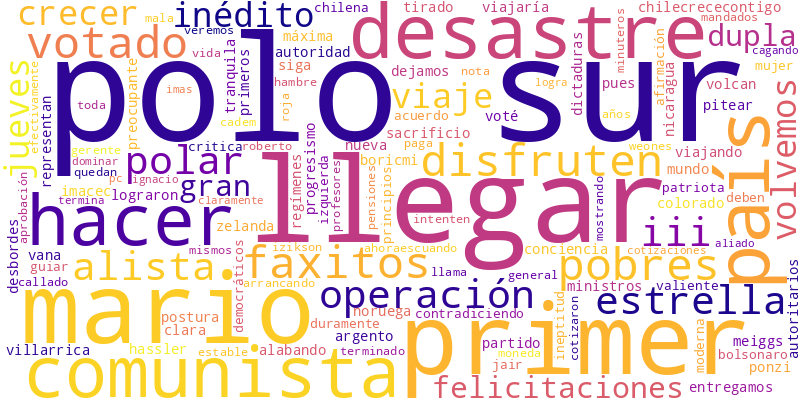 crecer
mala
inédito
chilena
tirado
viajaría
chilecrececontigo
votado
veremos
máxima
autoridad
desastre
mandados
dupla
jueves
efectivamente
preocupante
vida
tranquila
primeros
siga
hambre
dejamos
nota
minuteros
cagando
polo sur
viaje
dictaduras
pues
afirmación
nicaragua
volcan
mujer
toda
imas
roja
acuerdo
voté
logra
años
pitear
volvemos
representan
gerente
cadem
critica
roberto
nueva
paga
sacrificio
weones
viajando
dominar
polar
progresismo
boricmi
disfruten
mundo
aprobación
quedan
pc
ignacio
gran
regímenes
izquierda
profesores
pensiones
principios
llegar
intenten
patriota
deben
país
imacec
lograron
termina
claramente
colorado
hacer
zelanda
mostrando
iii
aliado
desbordes
vana
mismos
izikson
ahoraescuando
conciencia
cotizaciones
guiar
callado
alista
democráticos
faxitos
llama
general
pobres
autoritarios
arrancando
operación
ministros
valiente
mario
postura
clara
noruega
contradiciendo
estrella
duramente
ineptitud
cotizaron
primer
villarrica
hassler
estable
alabando
argento
terminado
partido
moneda
jair
moderna
meiggs
bolsonaro
ponzi
comunista
felicitaciones
entregamos